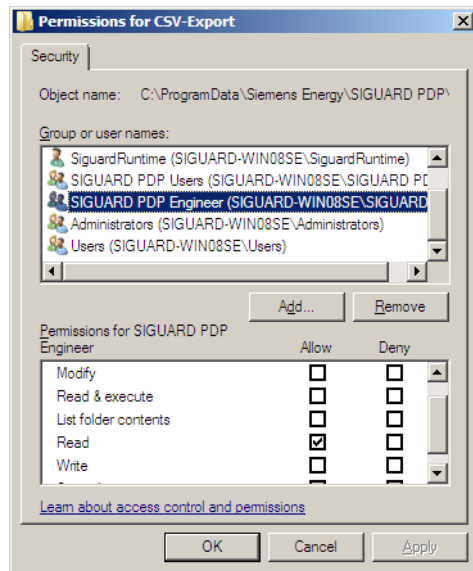 Permissions for CSV-Export
Security
Object name: C:\ProgramData\Siemens Energy\SIGUARD PDP\
Group or user names:
SiguardRuntime (SIGUARD-WIN08SE\SiguardRuntime)
SIGUARD PDP Users (SIGUARD-WIN08SE\SIGUARD PD
SIGUARD PDP Engineer (SIGUARD-WIN08SE\SIGUARD
Administrators (SIGUARD-WIN08SE\Administrators)
Users (SIGUARD-WIN08SE\Users)
Add... Remove
Permissions for SIGUARD PDP
Engineer Allow Deny
Modify
Read & execute
List folder contents
Read
Write
Learn about access control and permissions
OK Cancel Apply